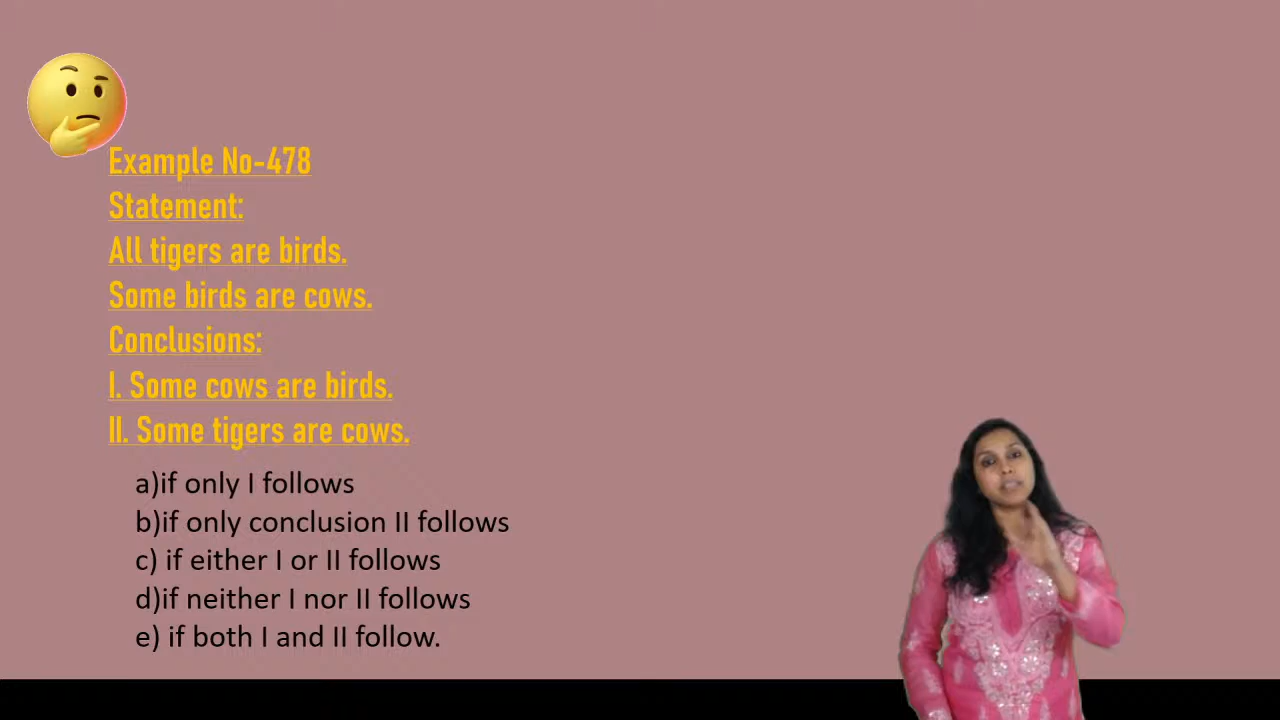 Example No-478
Statement:
All tigers are birds.
Some birds are cows.
Conclusions:
I. Some cows are birds.
II. Some tigers are cows.
a)if only I follows
b)if only conclusion II follows
c) if either I or II follows
d)if neither I nor II follows
e) if both I and II follow.